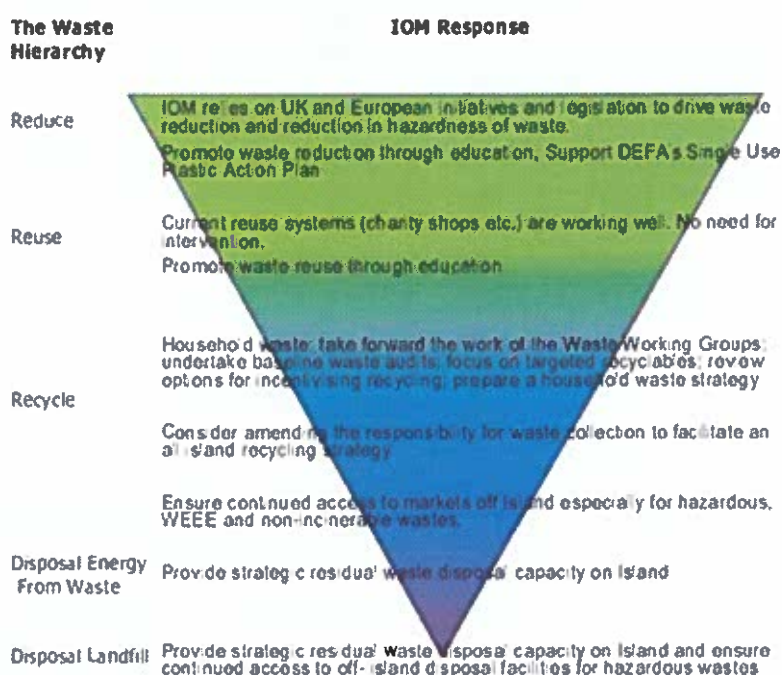 The Waste
Hierarchy
IOM Response
Reduce
IOM relies on UK and European initiatives and legislation to drive waste
reduction and reduction in hazardness of waste.
Promote waste reduction through education, Support DEFA's Single Use
Plastic Action Plan
Reuse
Current reuse systems (charity shops etc.) are working well. No need for
intervention.
Promote waste reuse through education
Recycle
Household waste: take forward the work of the Waste Working Groups;
undertake baseline waste audits; focus on targeted recyclables; review
options for incentivising recycling; prepare a household waste strategy
Consider amending the responsibility for waste collection to facilitate an
all island recycling strategy
Ensure continued access to markets off Island especially for hazardous,
WEEE and non-incinerable wastes.
Disposal Energy
From Waste
Provide strategic residual waste disposal capacity on Island
Disposal Landfill
Provide strategic residual waste disposal capacity on Island and ensure
continued access to off-island disposal facilities for hazardous wastes